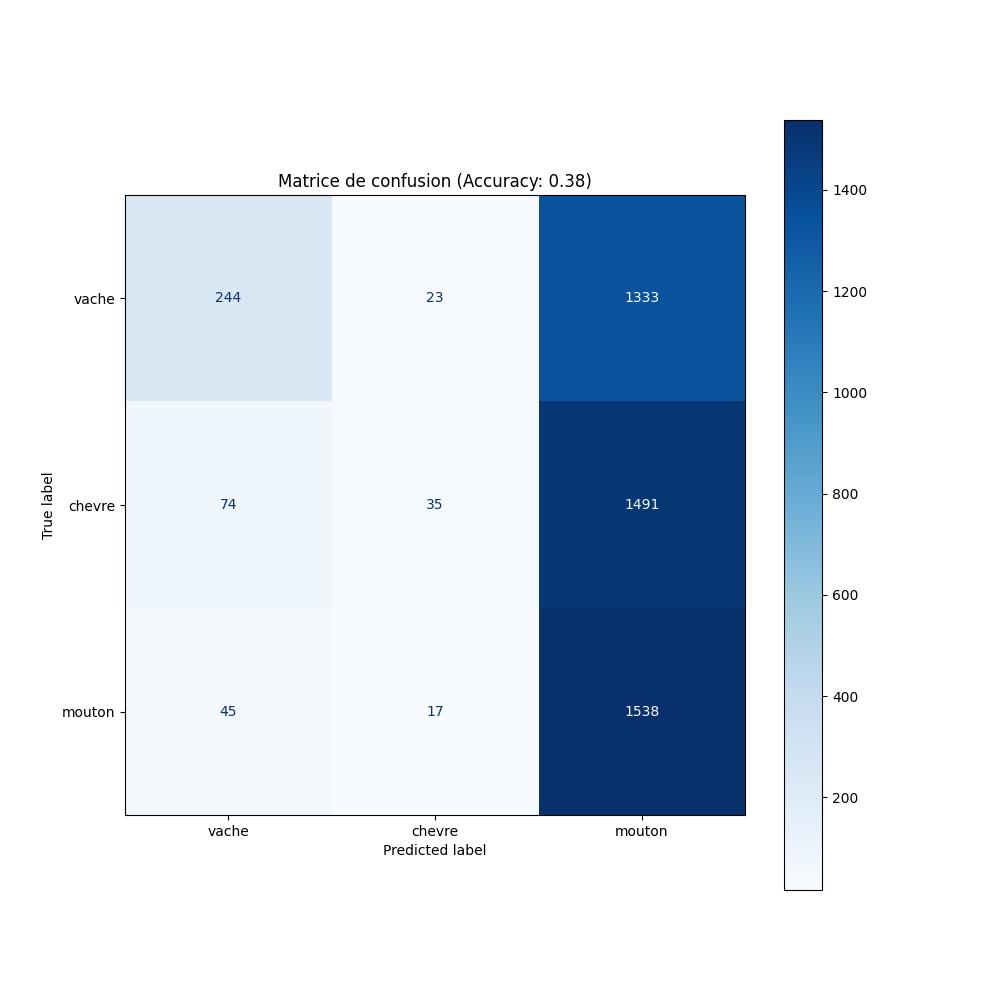 Matrice de confusion (Accuracy: 0.38)
vache
244
23
1333
chevre
74
35
1491
mouton
45
17
1538
True label
vache
chevre
mouton
Predicted label
1400
1200
1000
800
600
400
200